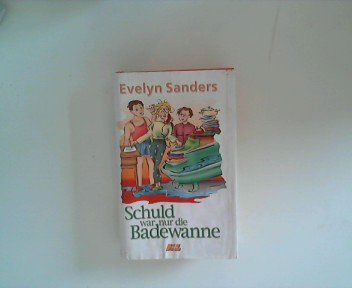 Evelyn Sanders
Schuld
war nur die
Badewanne